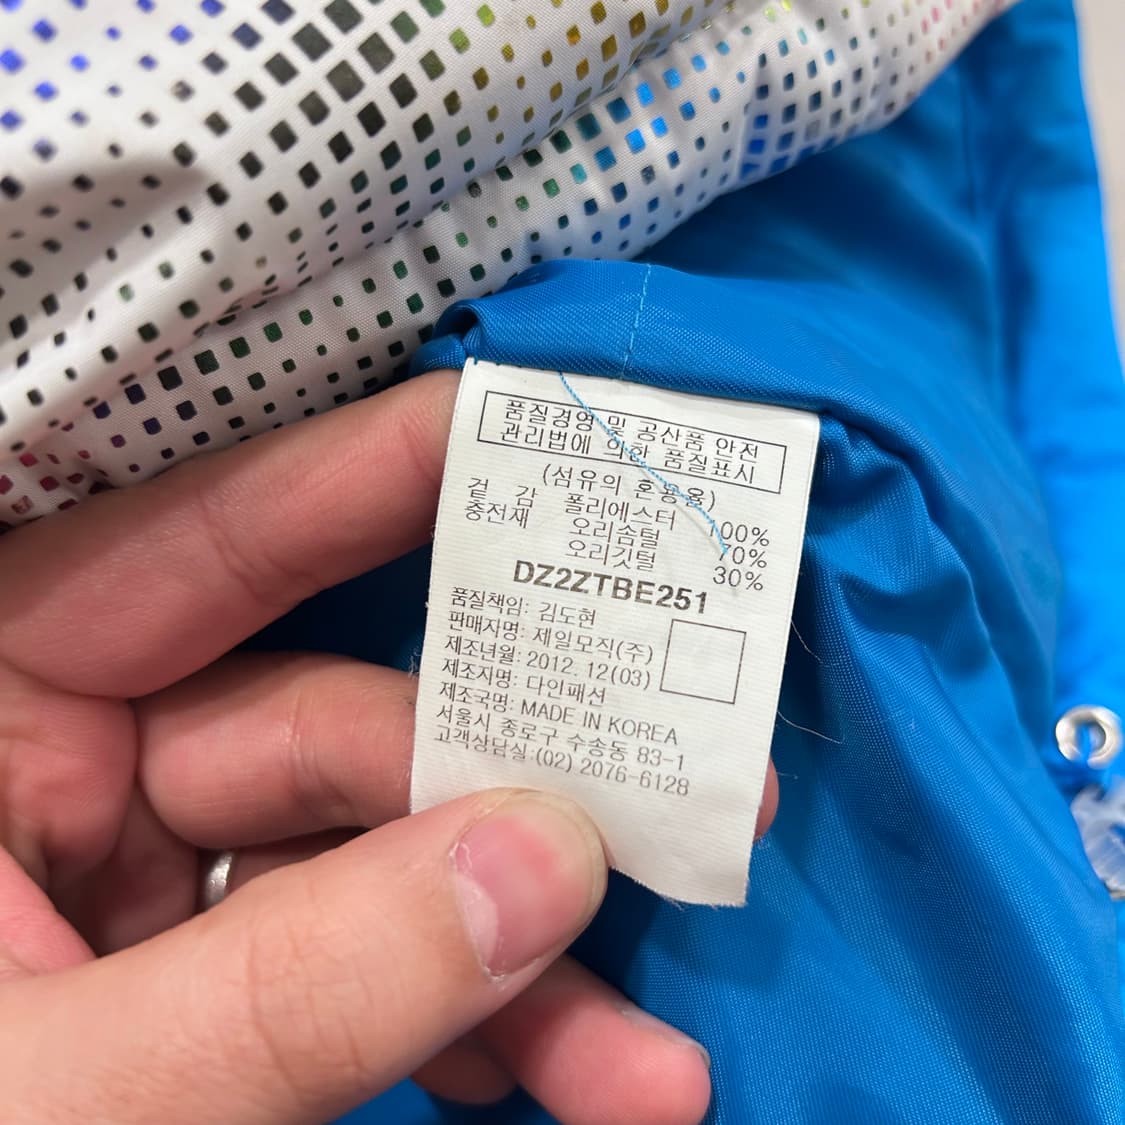 품질경영 및 공산품 안전
관리법에 의한 품질표시
(섬유의 혼용율)
겉 감 폴리에스터 100%
충전재 오리솜털 70%
오리깃털 30%
DZ2ZTBE251
품질책임: 김도현
판매자명: 제일모직(주)
제조년월: 2012. 12(03)
제조자명: 다인패션
제조국명: MADE IN KOREA
서울시 종로구 수송동 83-1
고객상담실:(02) 2076-6128